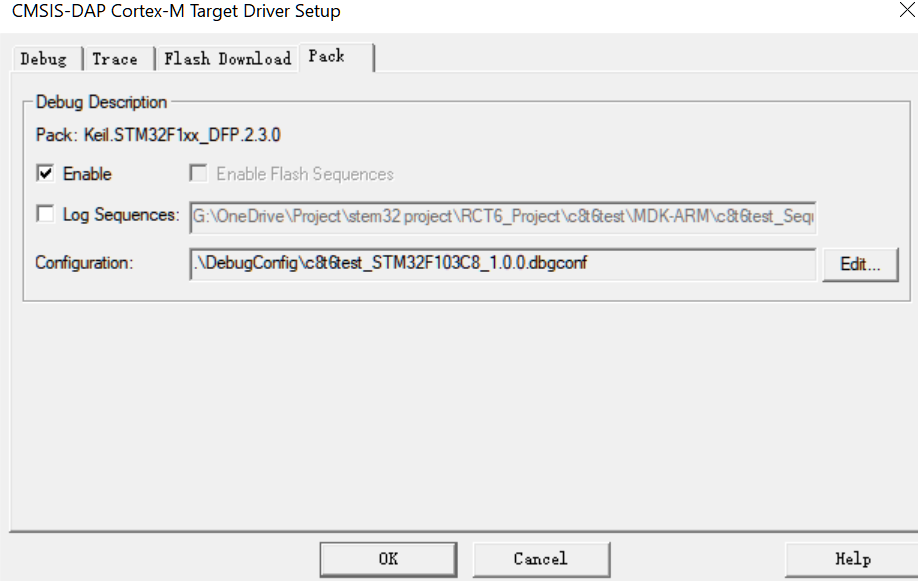 CMSIS-DAP Cortex-M Target Driver Setup
Debug Trace Flash Download Pack
Debug Description
Pack: Keil.STM32F1xx_DFP.2.3.0
Enable Enable Flash Sequences
Log Sequences: G:\OneDrive\Project\stem32 project\RCT6_Project\c8t6test\MDK-ARM\c8t6test_Sequ
Configuration: .\DebugConfig\c8t6test_STM32F103C8_1.0.0.dbgconf Edit...
OK Cancel Help